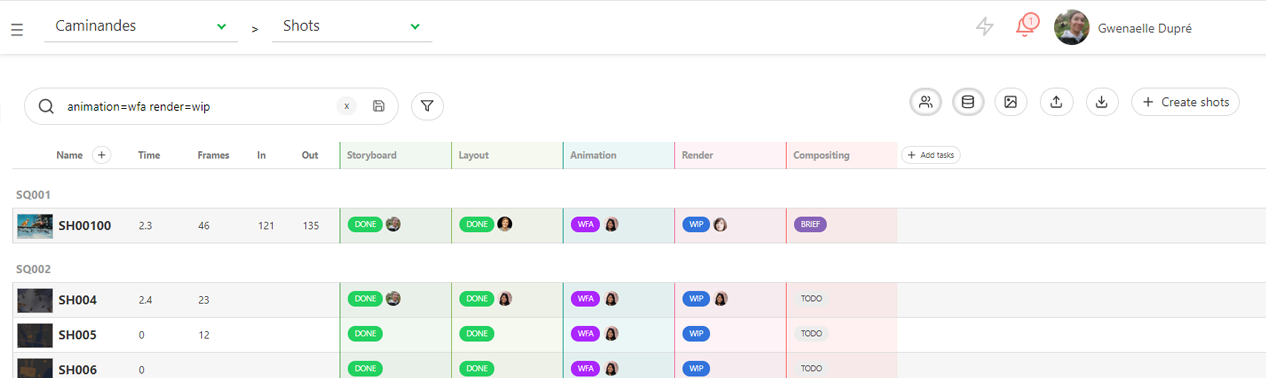 Caminandes > Shots 1 Gwenaelle Dupré
animation=wfa render=wip x Create shots
Name + Time Frames In Out Storyboard Layout Animation Render Compositing + Add tasks
SQ001
SH00100 2.3 46 121 135 DONE DONE WFA WIP BRIEF
SQ002
SH004 2.4 23 DONE DONE WFA WIP TODO
SH005 0 12 DONE DONE WFA WIP TODO
SH006 0 DONE DONE WFA WIP TODO